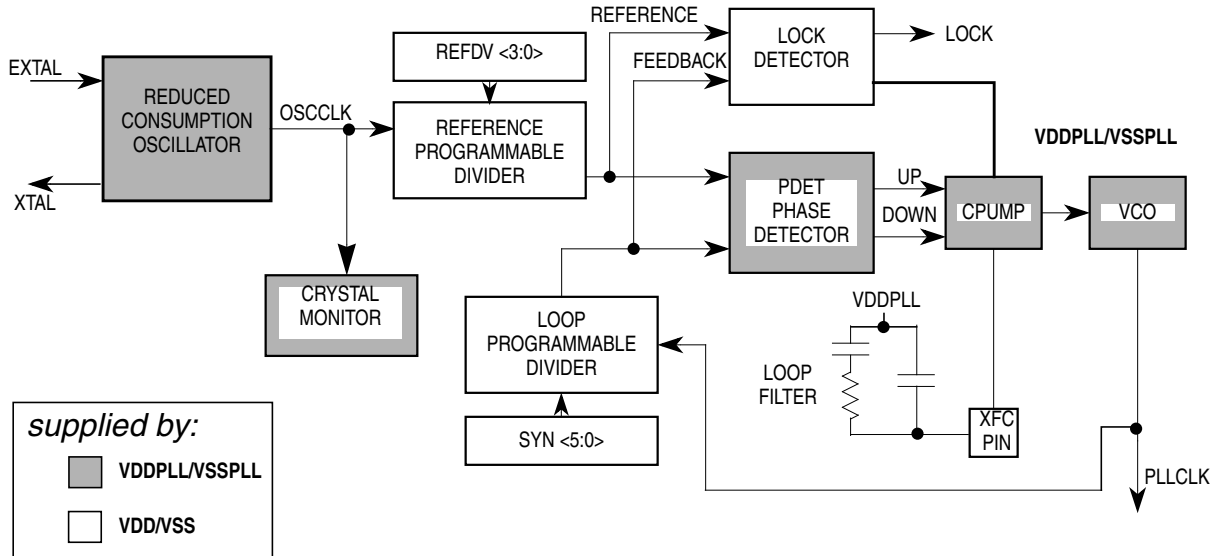 REFERENCE
LOCK
DETECTOR
LOCK
FEEDBACK
REFDV <3:0>
EXTAL
REDUCED
CONSUMPTION
OSCILLATOR
OSCCLK
REFERENCE
PROGRAMMABLE
DIVIDER
XTAL
VDDPLL/VSSPLL
PDET
PHASE
DETECTOR
UP
DOWN
CPUMP
VCO
CRYSTAL
MONITOR
LOOP
PROGRAMMABLE
DIVIDER
VDDPLL
LOOP
FILTER
XFC
PIN
SYN <5:0>
PLLCLK
supplied by:
VDDPLL/VSSPLL
VDD/VSS